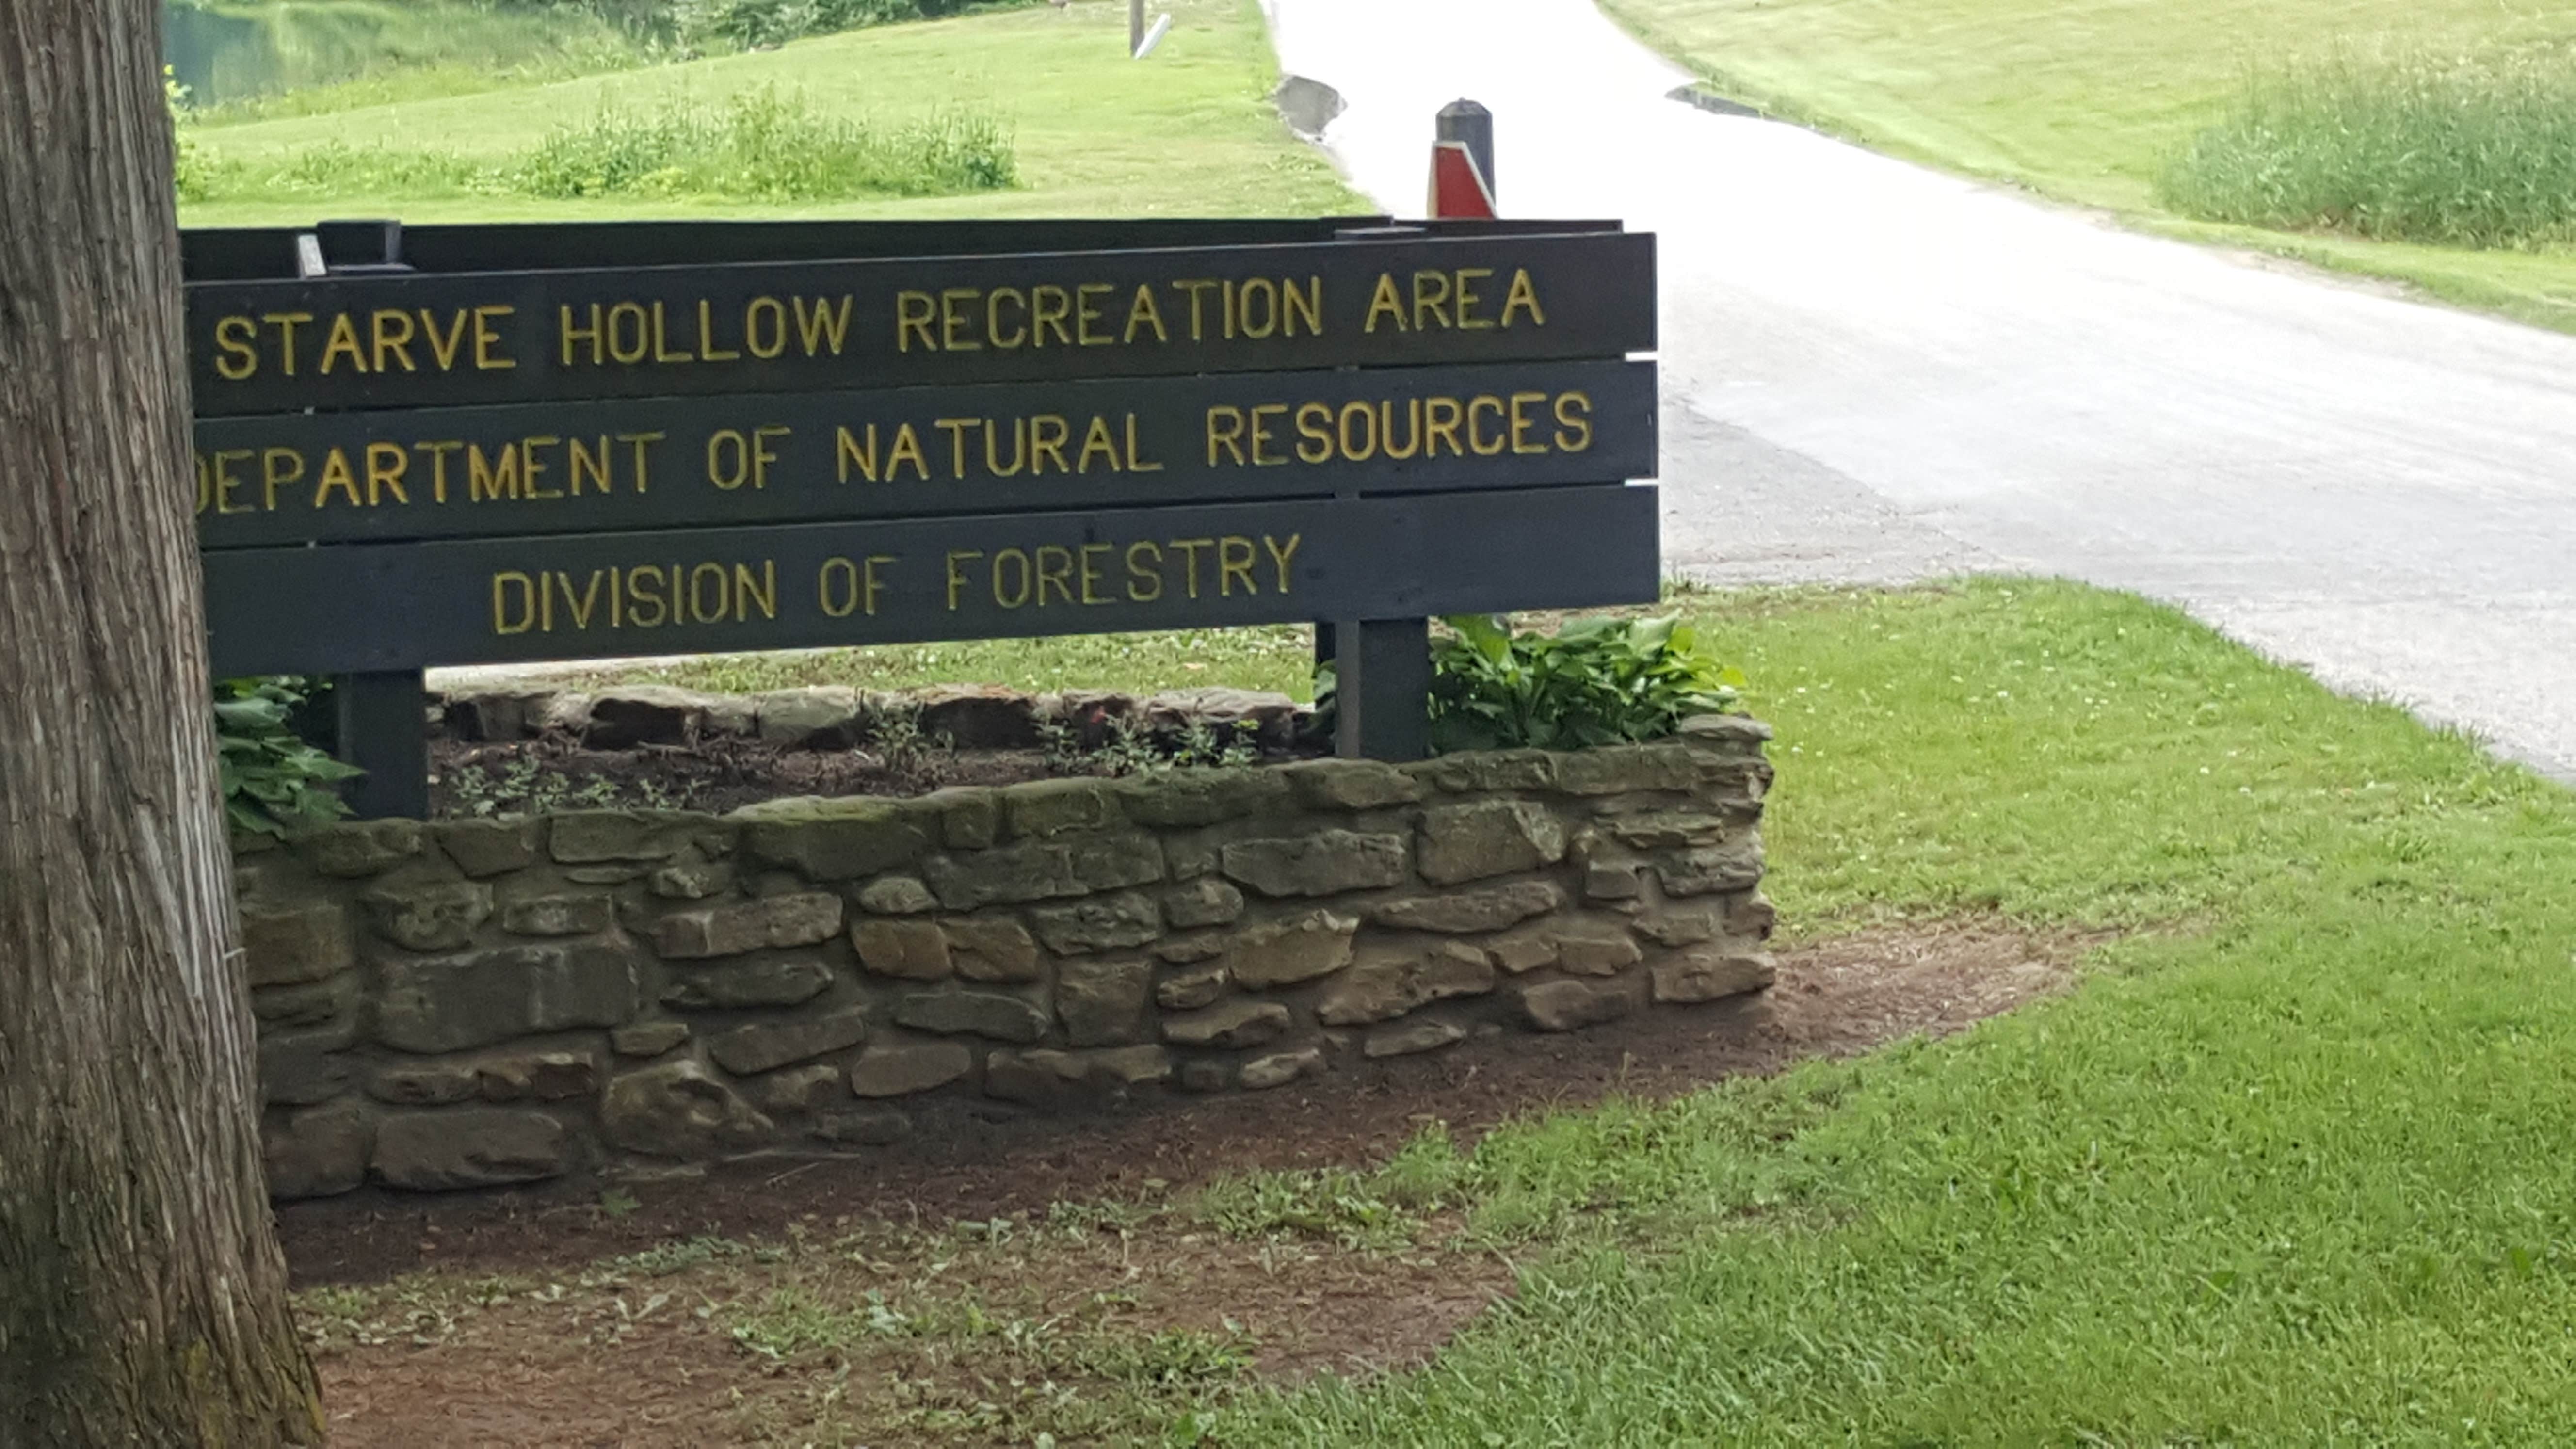 STARVE HOLLOW RECREATION AREA
DEPARTMENT OF NATURAL RESOURCES
DIVISION OF FORESTRY